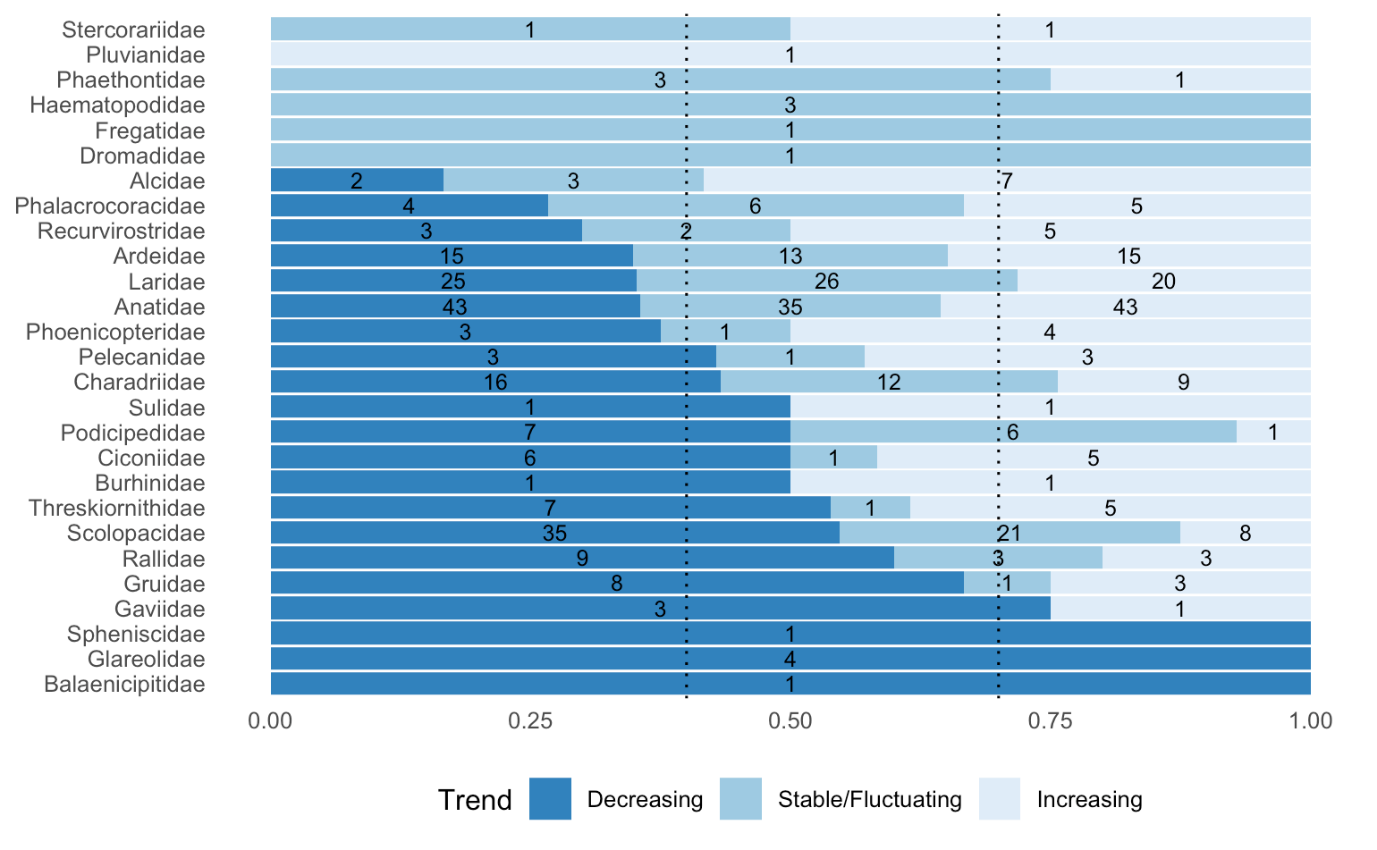 Stercorariidae 1 1
Pluvianidae 1
Phaethontidae 3 1
Haematopodidae 3
Fregatidae 1
Dromadidae 1
Alcidae 2 3 7
Phalacrocoracidae 4 6 5
Recurvirostridae 3 2 5
Ardeidae 15 13 15
Laridae 25 26 20
Anatidae 43 35 43
Phoenicopteridae 3 1 4
Pelecanidae 3 1 3
Charadriidae 16 12 9
Sulidae 1 1
Podicipedidae 7 6 1
Ciconiidae 6 1 5
Burhinidae 1 1
Threskiornithidae 7 1 5
Scolopacidae 35 21 8
Rallidae 9 3 3
Gruidae 8 1 3
Gaviidae 3 1
Spheniscidae 1
Glareolidae 4
Balaenicipitidae 1
0.00 0.25 0.50 0.75 1.00
Trend Decreasing Stable/Fluctuating Increasing